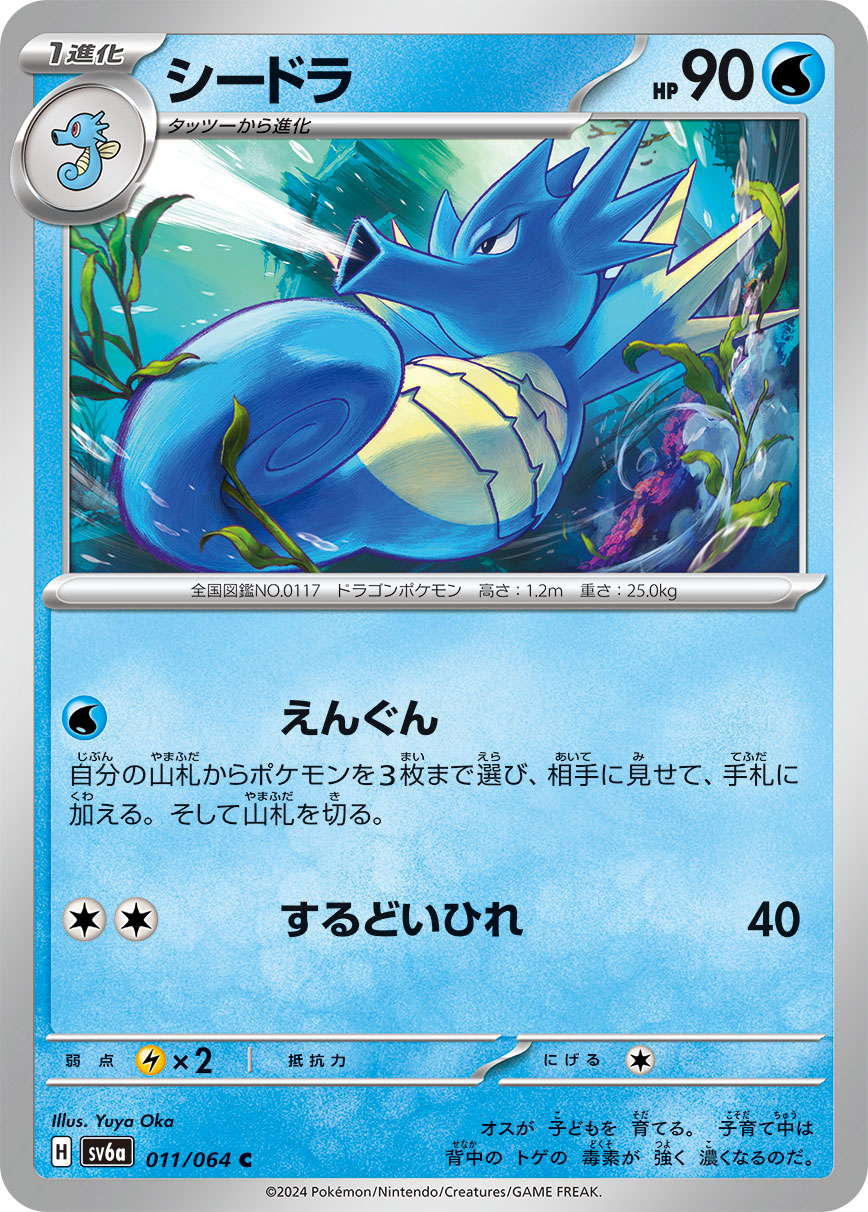 1進化
シードラ
HP 90
タッツーから進化
全国図鑑NO.0117 ドラゴンポケモン 高さ：1.2m 重さ：25.0kg
えんぐん
自分の山札からポケモンを3枚まで選び、相手に見せて、手札に
加える。そして山札を切る。
するどいひれ 40
弱点 ×2 抵抗力 にげる
Illus. Yuya Oka
オスが 子どもを 育てる。 子育て中は
背中の トゲの 毒素が 強く 濃くなるのだ。
H sv6a 011/064 C
©2024 Pokémon/Nintendo/Creatures/GAME FREAK.